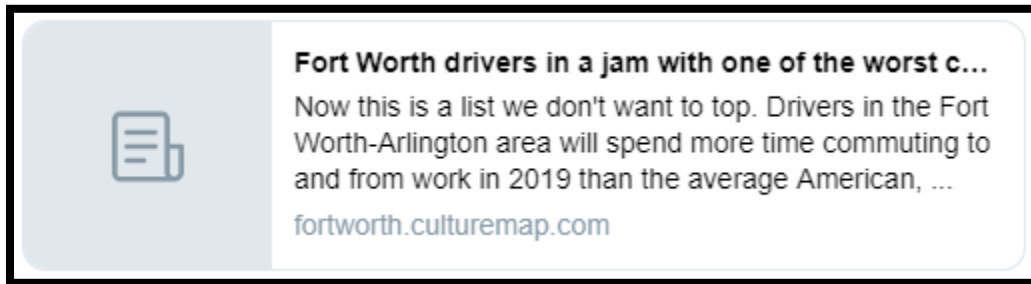 Fort Worth drivers in a jam with one of the worst c...
Now this is a list we don't want to top. Drivers in the Fort
Worth-Arlington area will spend more time commuting to
and from work in 2019 than the average American, ...
fortworth.culturemap.com